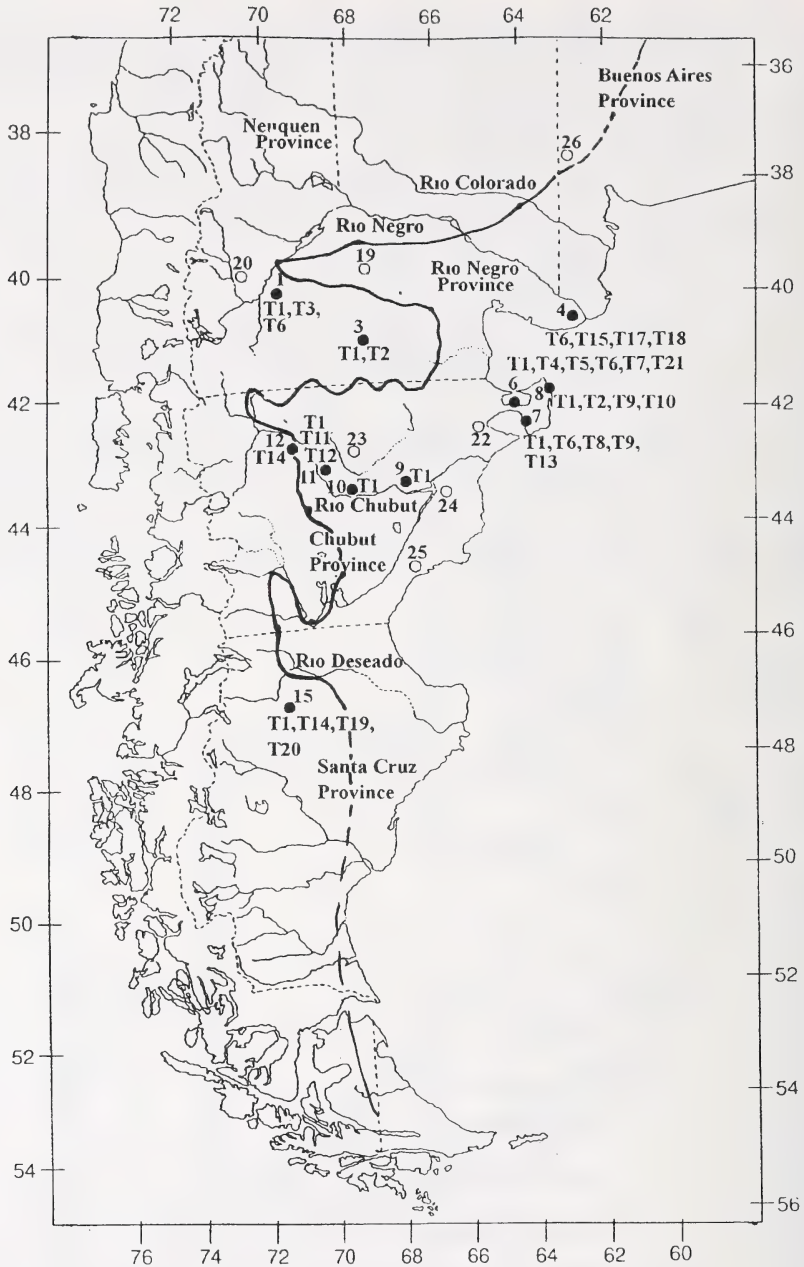 72 70 69 67 66 64 62
36
Buenos Aires
Province
Neuquen
Province
38
26
38
Rio Colorado
Rio Negro
20
19
Rio Negro
Province
40
40
1
T1,T3,
T6
3
T1,T2
4
T6,T15,T17,T18
T1,T4,T5,T6,T7,T21
6
8
T1,T2,T9,T10
42
42
7
22
T1,T6,T8,T9,
T13
T1
T11
T12
12
T14
23
11
10
T1
9
T1
Rio Chubut
24
44
44
Chubut
Province
25
46
46
Rio Deseado
15
T1,T14,T19,
T20
48
Santa Cruz
Province
48
50
50
52
52
54
54
56
76 74 72 70 68 66 64 62 60